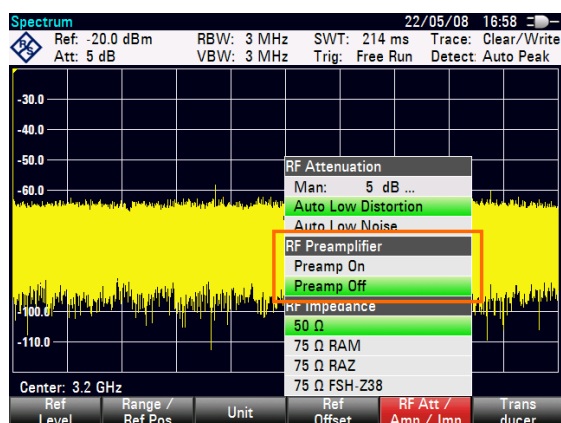 Spectrum 22/05/08 16:58
Ref: -20.0 dBm RBW: 3 MHz SWT: 214 ms Trace: Clear/Write
Att: 5 dB VBW: 3 MHz Trig: Free Run Detect: Auto Peak
-30.0
-40.0
-50.0
-60.0
-100.0
-110.0
RF Attenuation
Man: 5 dB ...
Auto Low Distortion
Auto Low Noise
RF Preamplifier
Preamp On
Preamp Off
RF Impedance
50 Ω
75 Ω RAM
75 Ω RAZ
75 Ω FSH-Z38
Center: 3.2 GHz
Ref Level
Range / Ref Pos
Unit
Ref Offset
RF Att / Amp / Imp
Trans ducer